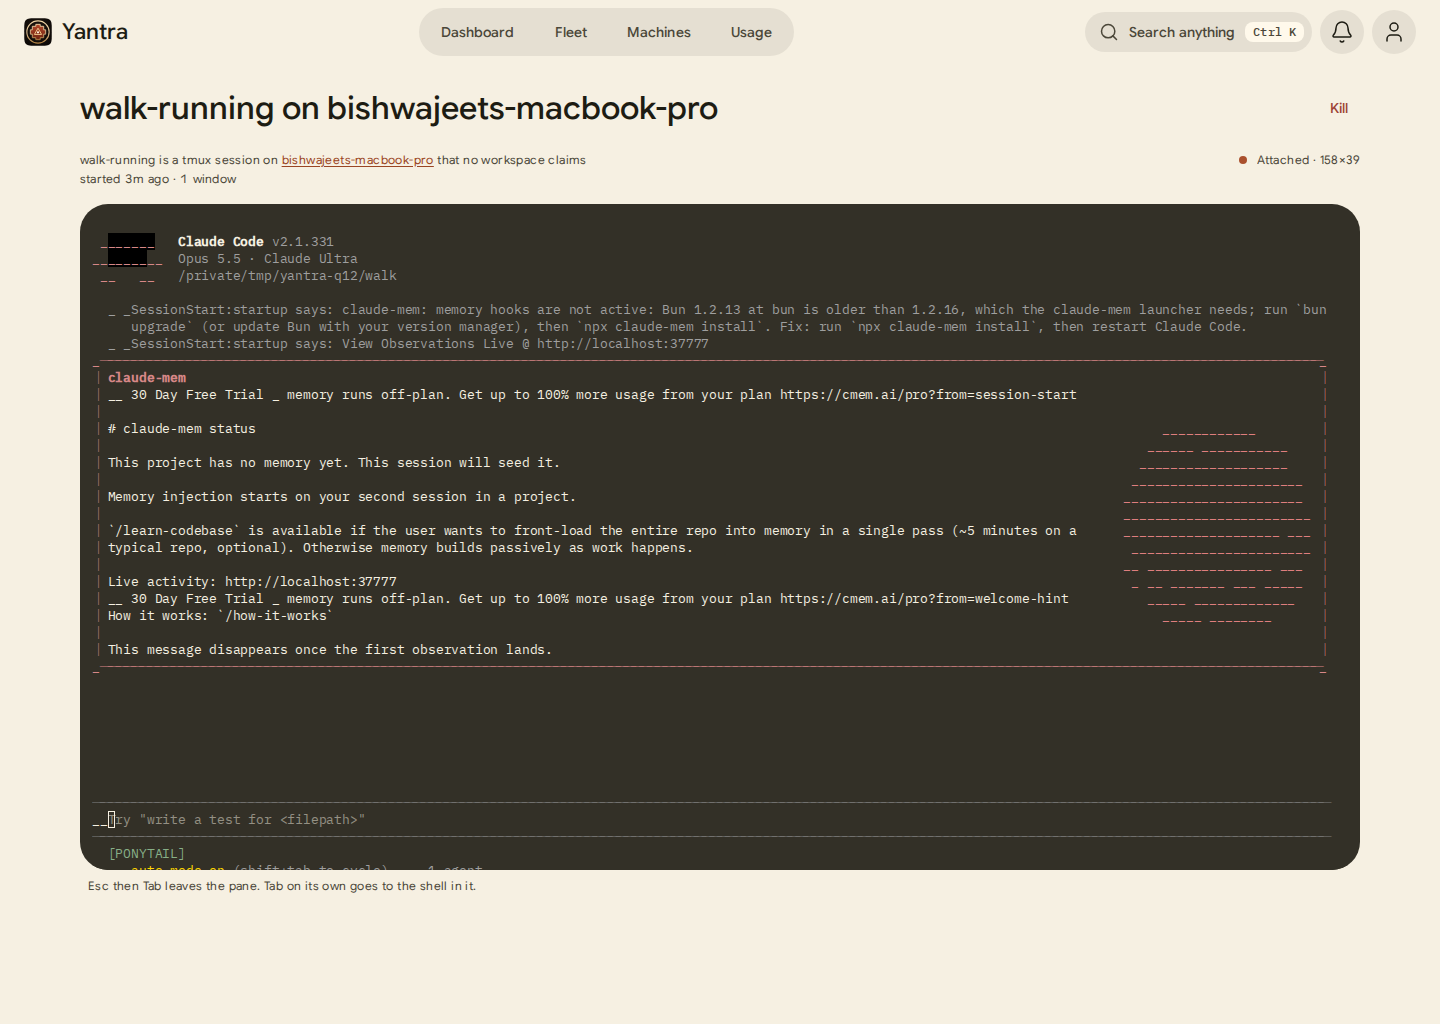 Yantra
Dashboard
Fleet
Machines
Usage
Search anything
Ctrl K
walk-running on bishwajeets-macbook-pro
Kill
walk-running is a tmux session on bishwajeets-macbook-pro that no workspace claims
Attached · 158×39
started 3m ago · 1 window
Claude Code v2.1.331
Opus 5.5 · Claude Ultra
/private/tmp/yantra-q12/walk
_ _SessionStart:startup says: claude-mem: memory hooks are not active: Bun 1.2.13 at bun is older than 1.2.16, which the claude-mem launcher needs; run `bun
upgrade` (or update Bun with your version manager), then `npx claude-mem install`. Fix: run `npx claude-mem install`, then restart Claude Code.
_ _SessionStart:startup says: View Observations Live @ http://localhost:37777
claude-mem
__ 30 Day Free Trial _ memory runs off-plan. Get up to 100% more usage from your plan https://cmem.ai/pro?from=session-start
# claude-mem status
This project has no memory yet. This session will seed it.
Memory injection starts on your second session in a project.
`/learn-codebase` is available if the user wants to front-load the entire repo into memory in a single pass (~5 minutes on a
typical repo, optional). Otherwise memory builds passively as work happens.
Live activity: http://localhost:37777
__ 30 Day Free Trial _ memory runs off-plan. Get up to 100% more usage from your plan https://cmem.ai/pro?from=welcome-hint
How it works: `/how-it-works`
This message disappears once the first observation lands.
__Try "write a test for <filepath>"
[PONYTAIL]
auto mode on (shift+tab to cycle) 1 agent
Esc then Tab leaves the pane. Tab on its own goes to the shell in it.